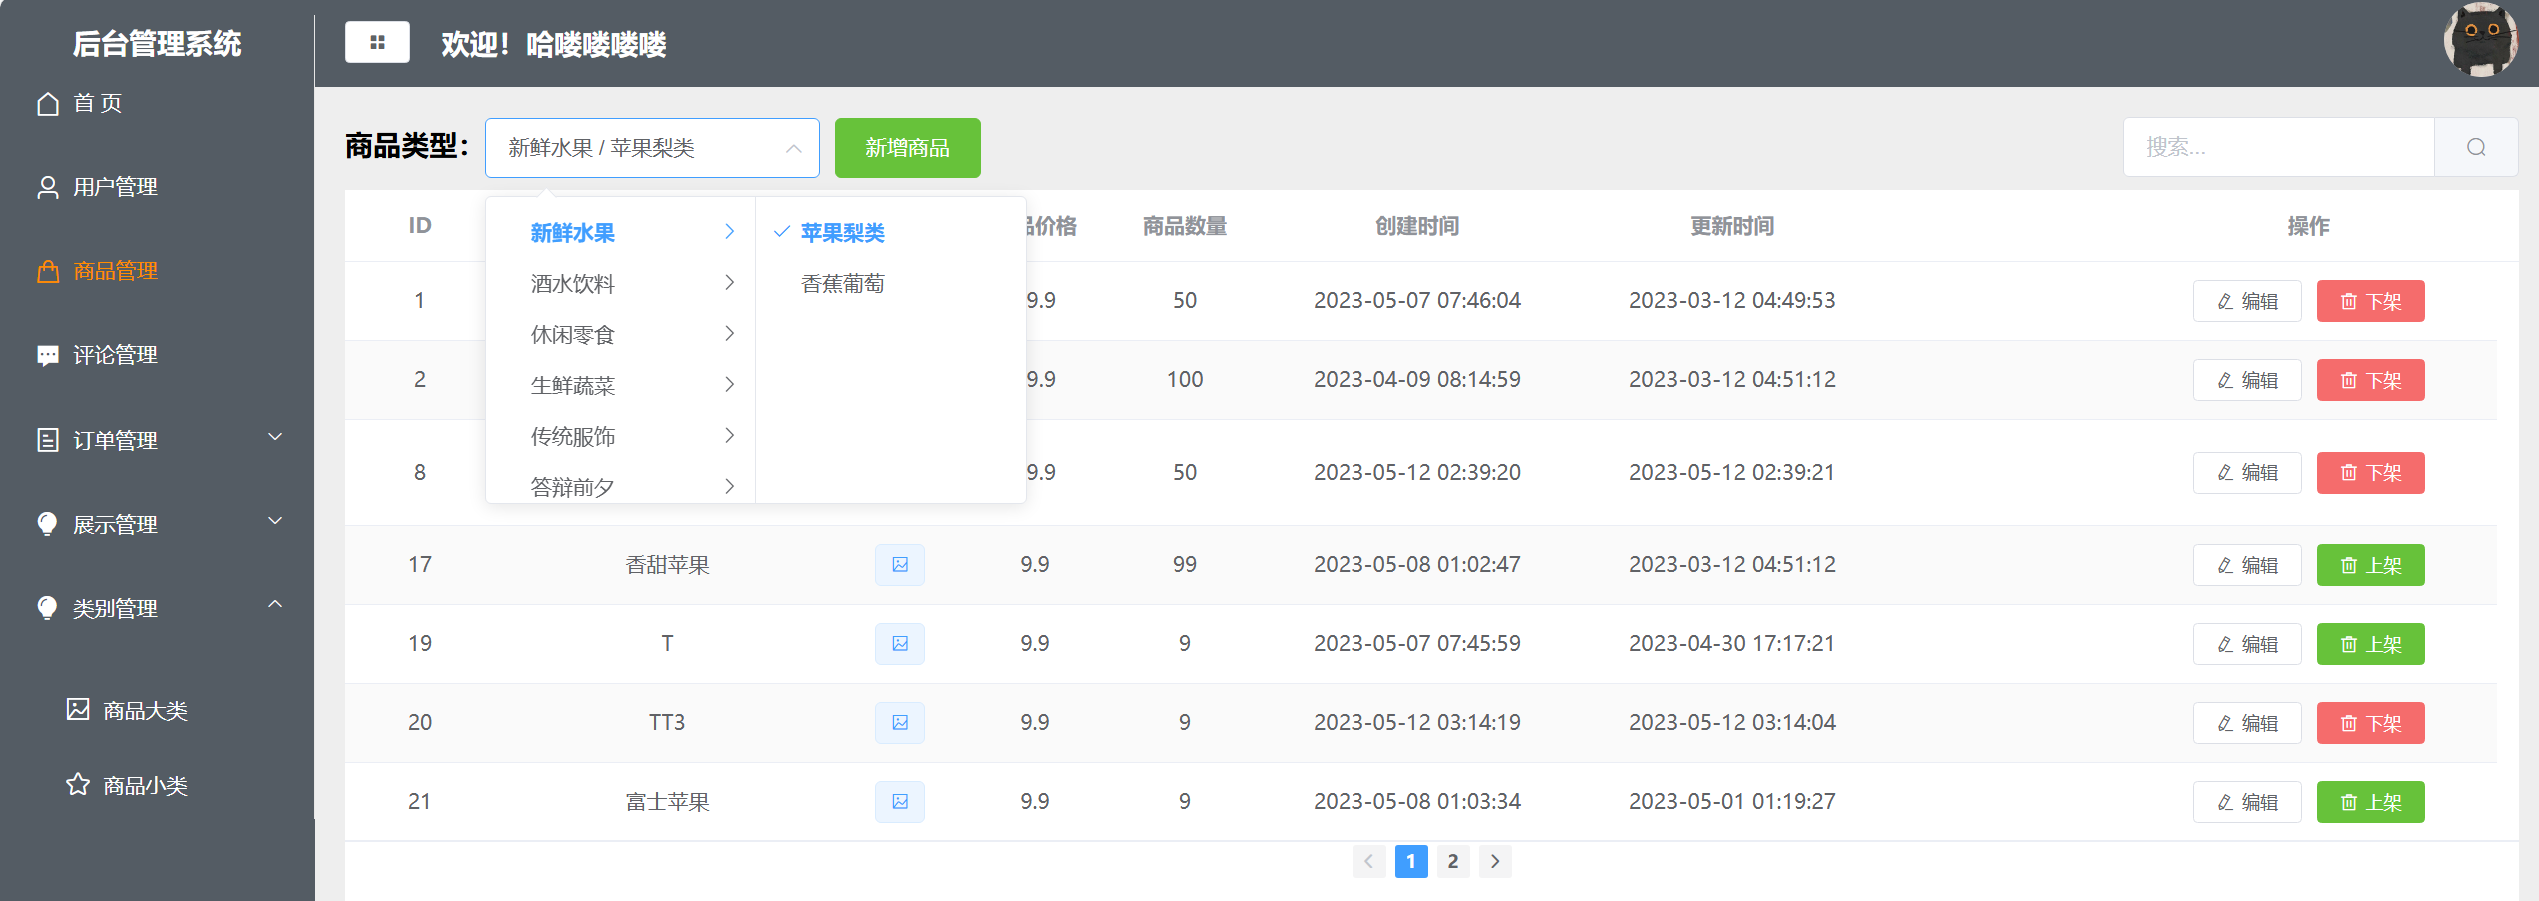 后台管理系统
首 页
用户管理
商品管理
评论管理
订单管理
展示管理
类别管理
商品大类
商品小类
欢迎！哈喽喽喽喽
商品类型：
新鲜水果 / 苹果梨类
新增商品
搜索...
新鲜水果
酒水饮料
休闲零食
生鲜蔬菜
传统服饰
答辩前夕
苹果梨类
香蕉葡萄
ID 品价格 商品数量 创建时间 更新时间 操作
1 9.9 50 2023-05-07 07:46:04 2023-03-12 04:49:53 编辑 下架
2 9.9 100 2023-04-09 08:14:59 2023-03-12 04:51:12 编辑 下架
8 9.9 50 2023-05-12 02:39:20 2023-05-12 02:39:21 编辑 下架
17 香甜苹果 9.9 99 2023-05-08 01:02:47 2023-03-12 04:51:12 编辑 上架
19 T 9.9 9 2023-05-07 07:45:59 2023-04-30 17:17:21 编辑 上架
20 TT3 9.9 9 2023-05-12 03:14:19 2023-05-12 03:14:04 编辑 下架
21 富士苹果 9.9 9 2023-05-08 01:03:34 2023-05-01 01:19:27 编辑 上架
1 2